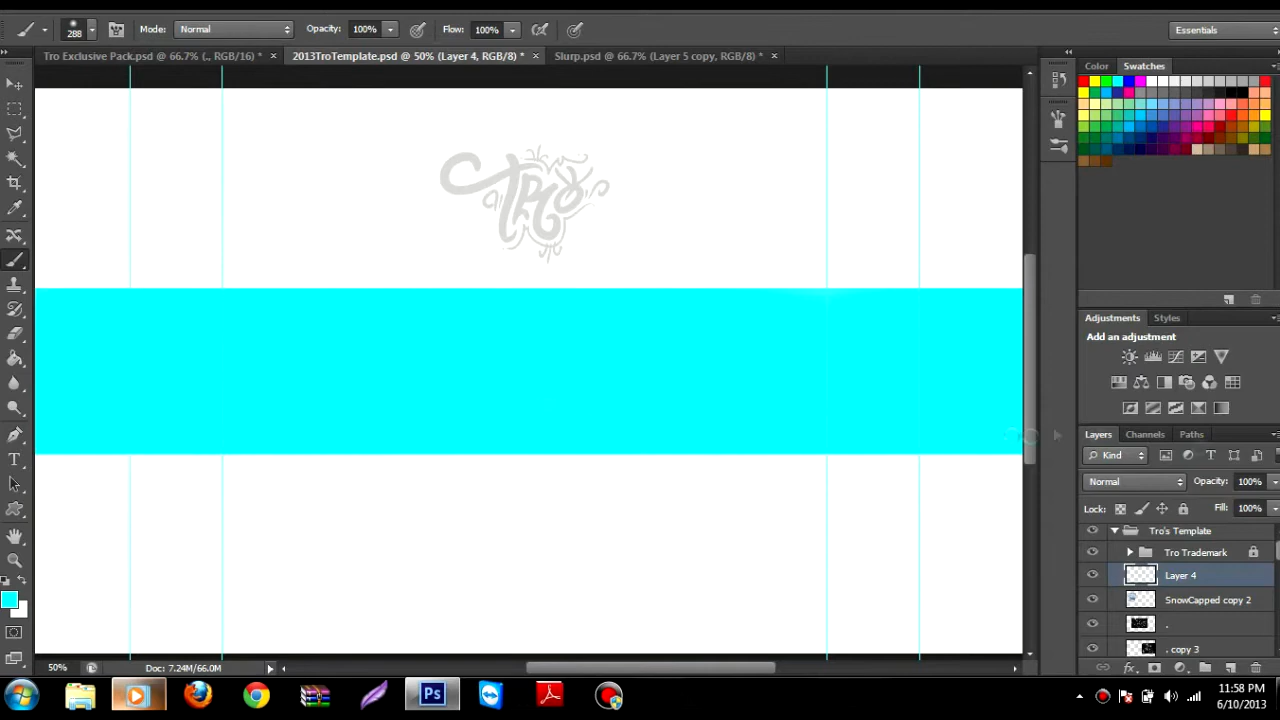 288 Mode: Normal Opacity: 100% Flow: 100% Essentials
Tro Exclusive Pack.psd @ 66.7% (., RGB/16) * × 2013TroTemplate.psd @ 50% (Layer 4, RGB/8) * × Slurp.psd @ 66.7% (Layer 5 copy, RGB/8) * ×
Color Swatches
TRO
Adjustments Styles
Add an adjustment
Layers Channels Paths
Kind
Normal Opacity: 100%
Lock: Fill: 100%
Tro's Template
Tro Trademark
Layer 4
SnowCapped copy 2
.
. copy 3
50% Doc: 7.24M/66.0M
Ps
11:58 PM
6/10/2013